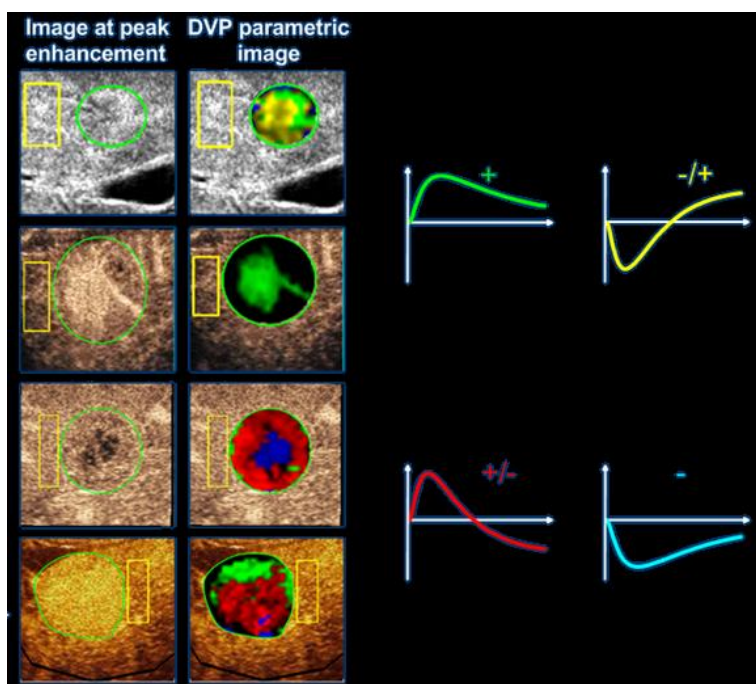 Image at peak
enhancement
DVP parametric
image
+
-/+
+/-
-